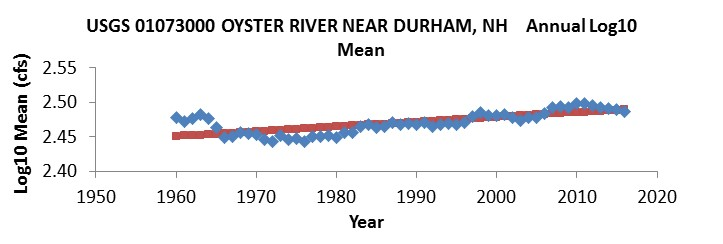 USGS 01073000 OYSTER RIVER NEAR DURHAM, NH Annual Log10
Mean
Log10 Mean (cfs)
2.55
2.50
2.45
2.40
1950 1960 1970 1980 1990 2000 2010 2020
Year